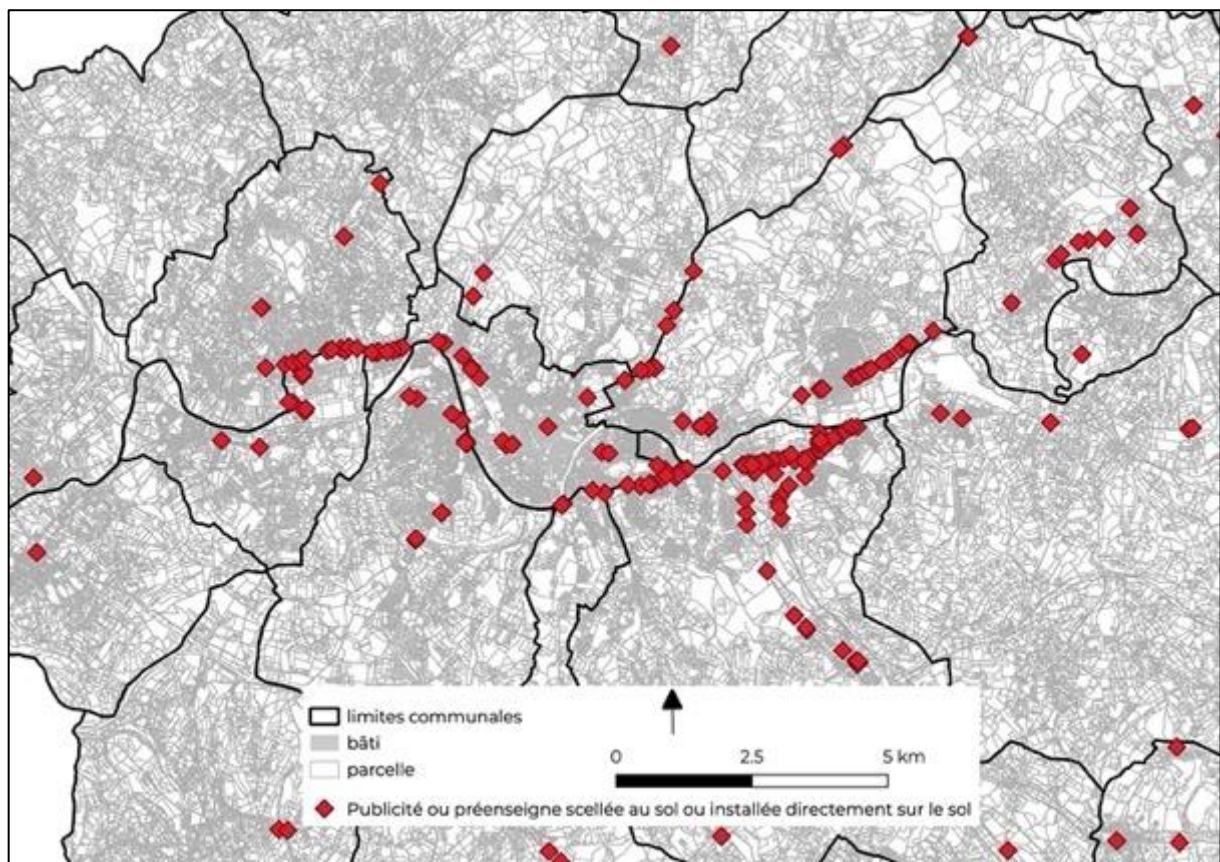 limites communales
bâti
parcelle
0 2.5 5 km
Publicité ou préenseigne scellée au sol ou installée directement sur le sol